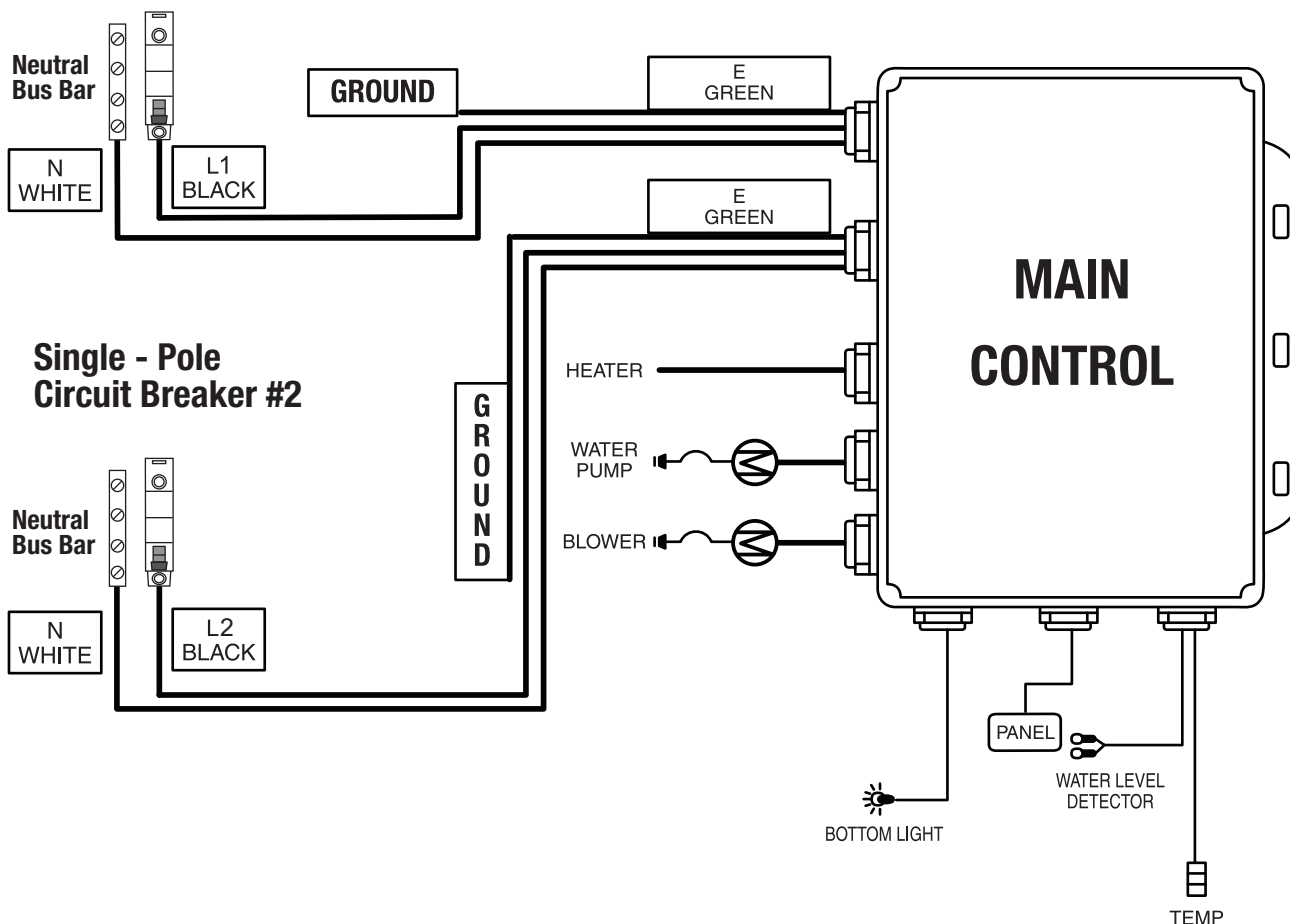 Neutral
Bus Bar
GROUND
E
GREEN
N
WHITE
L1
BLACK
E
GREEN
MAIN
CONTROL
Single - Pole
Circuit Breaker #2
HEATER
GROUND
WATER
PUMP
Neutral
Bus Bar
BLOWER
N
WHITE
L2
BLACK
PANEL
WATER LEVEL
DETECTOR
BOTTOM LIGHT
TEMP